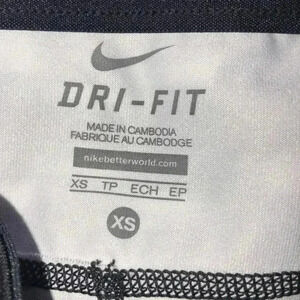 DRI-FIT
MADE IN CAMBODIA
FABRIQUE AU CAMBODGE
nikebetterworld.com
XS TP ECH EP
XS